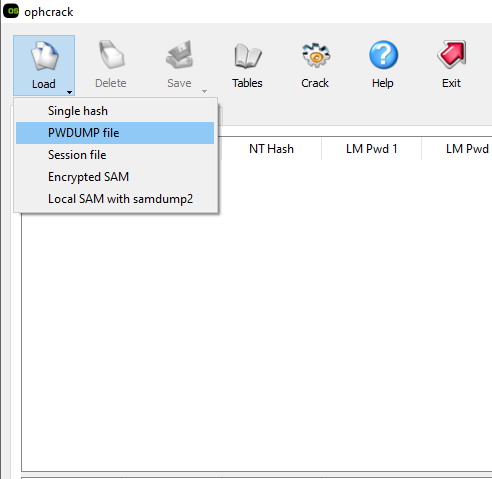 OS ophcrack
Load Delete Save Tables Crack Help Exit
Single hash
PWDUMP file
Session file
Encrypted SAM
Local SAM with samdump2
NT Hash LM Pwd 1 LM Pwd